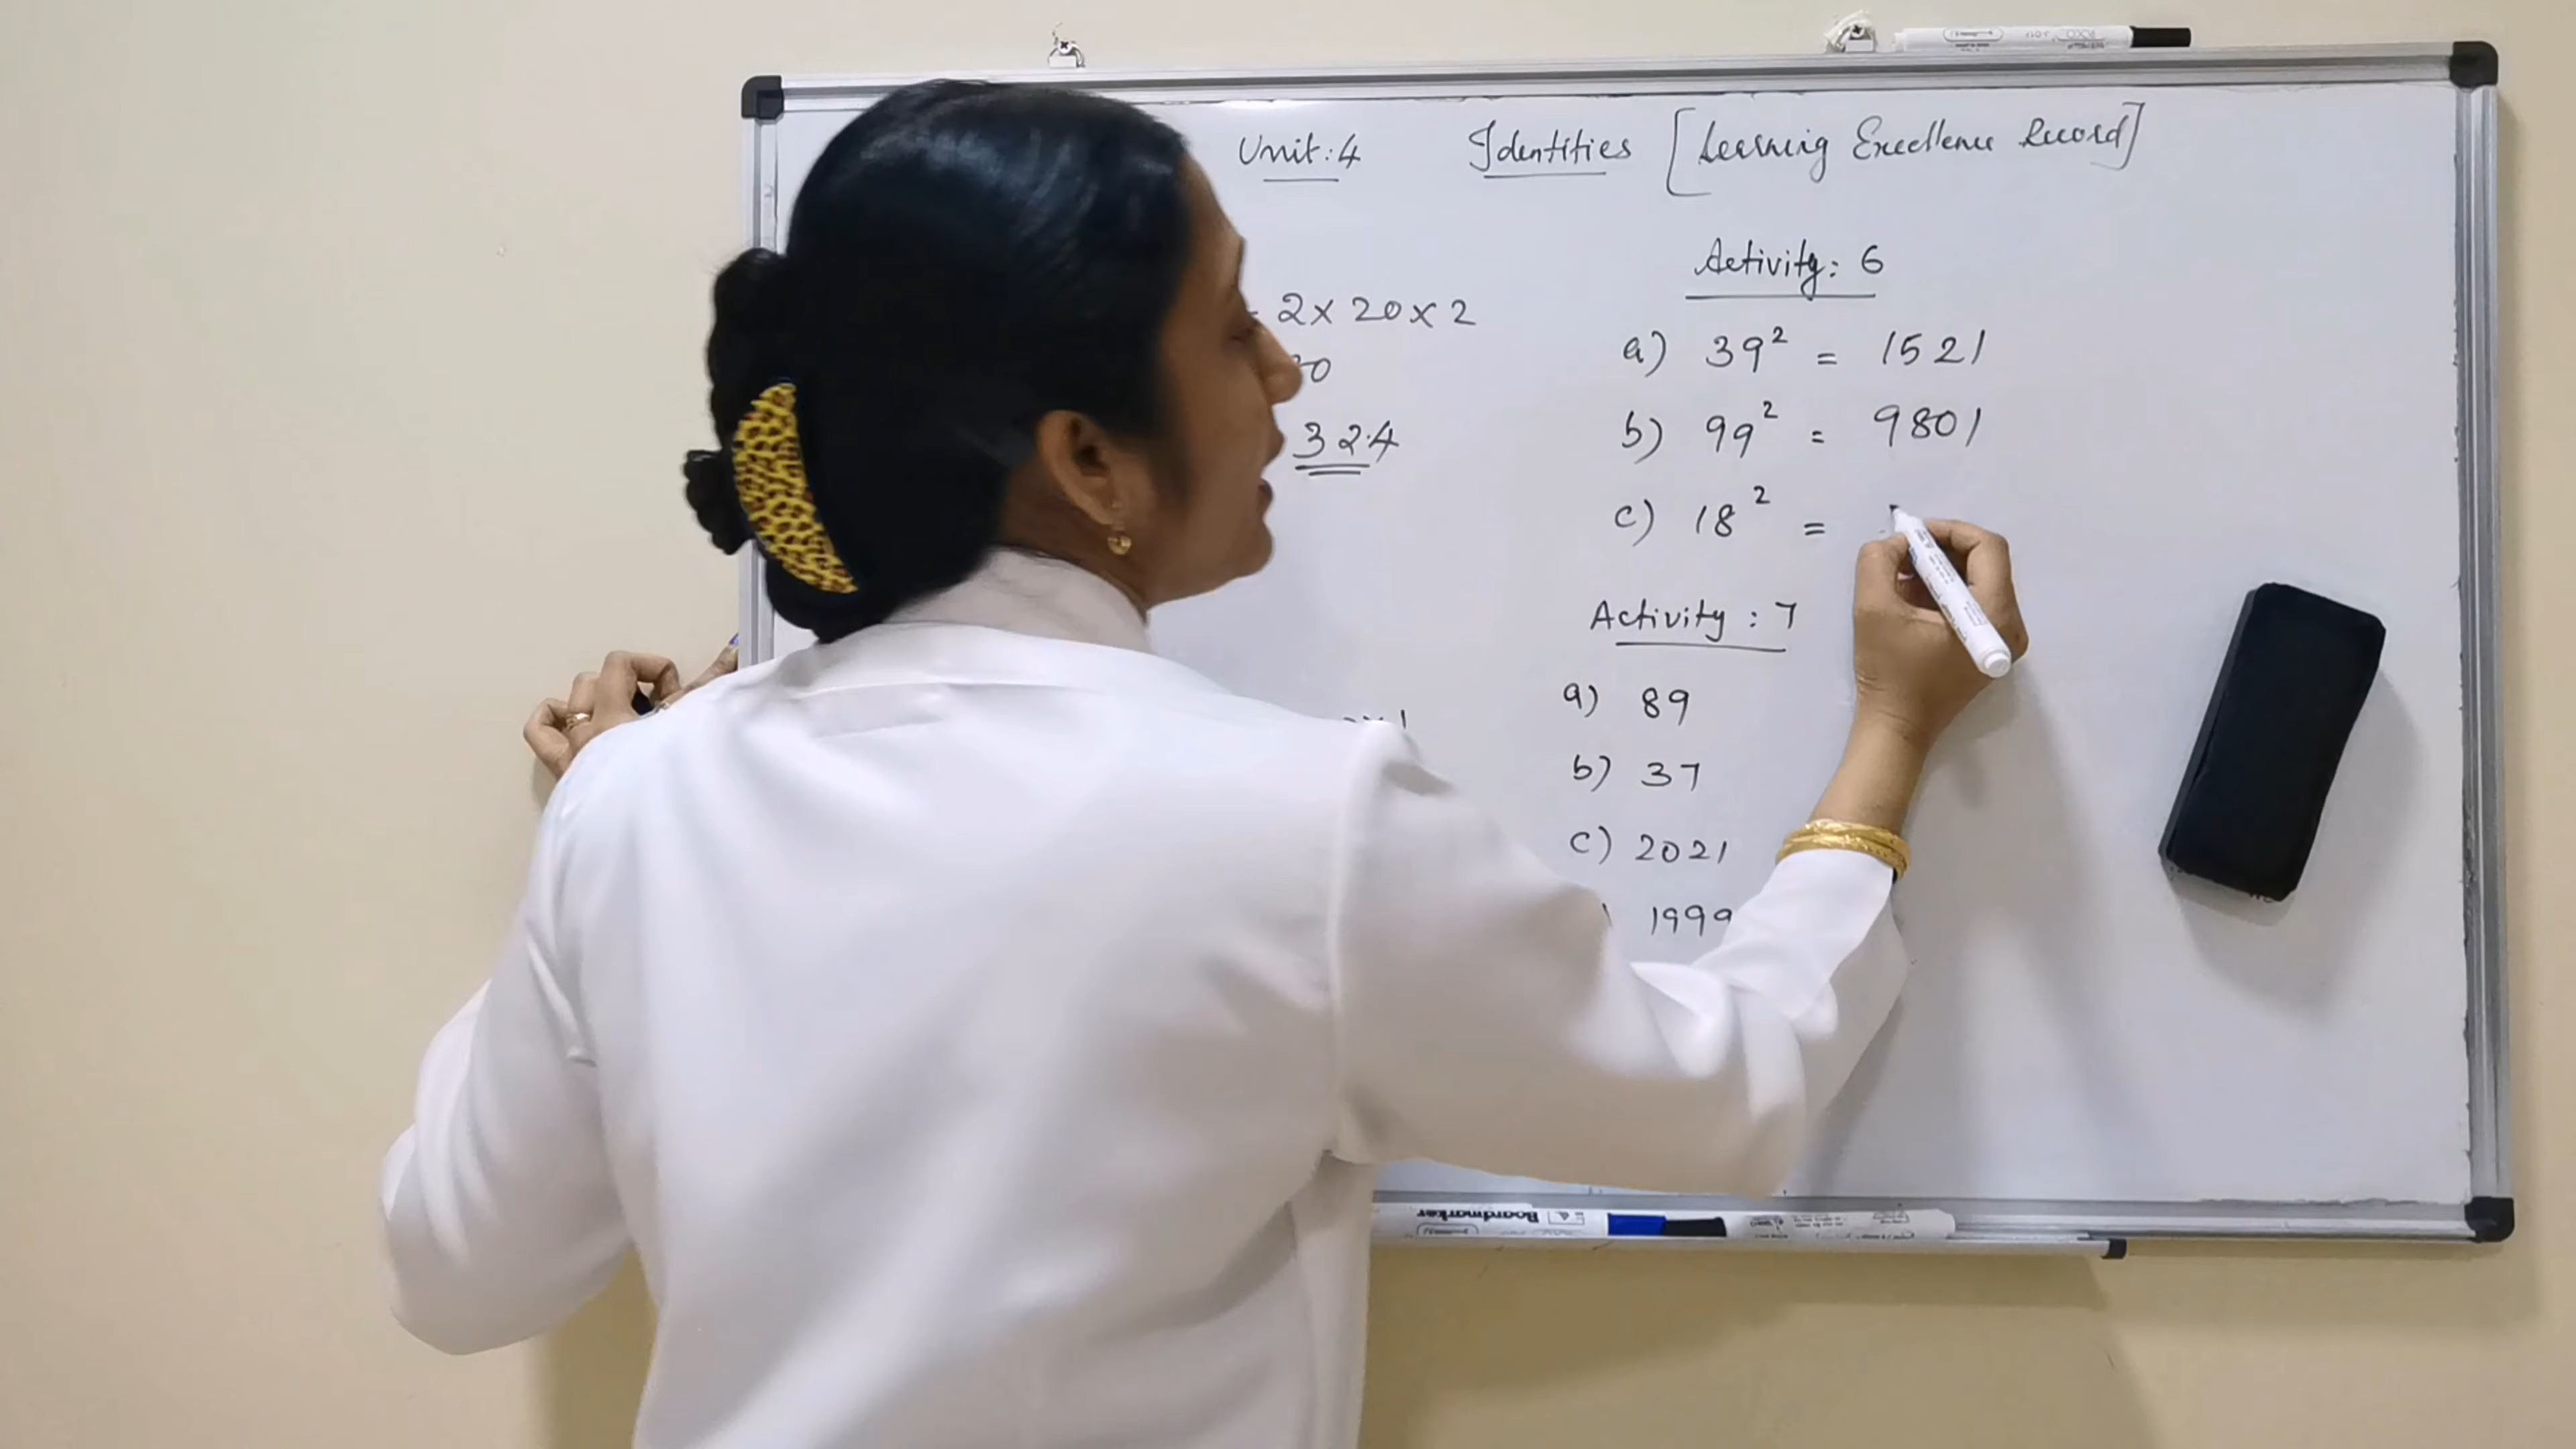 Unit: 4 Identities [Learning Excellence Record]
2 x 20 x 2
324
Activity: 6
a) 39² = 1521
b) 99² = 9801
c) 18² =
Activity : 7
a) 89
b) 37
c) 2021
1999
Boardmarker